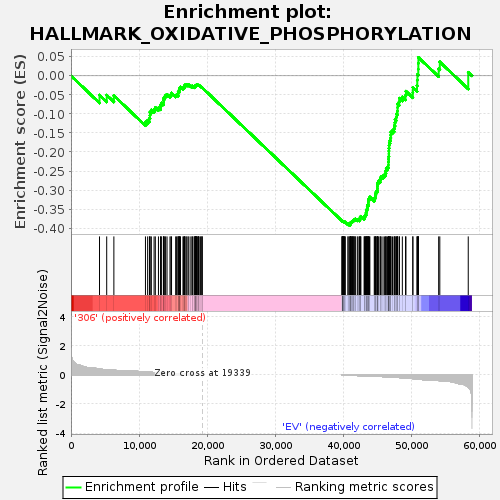 Enrichment plot:
HALLMARK_OXIDATIVE_PHOSPHORYLATION
Enrichment score (ES)
0.05
0.00
-0.05
-0.10
-0.15
-0.20
-0.25
-0.30
-0.35
-0.40
'306' (positively correlated)
Ranked list metric (Signal2Noise)
4
2
0
-2
-4
Zero cross at 19339
'EV' (negatively correlated)
0
10,000
20,000
30,000
40,000
50,000
60,000
Rank in Ordered Dataset
Enrichment profile
Hits
Ranking metric scores